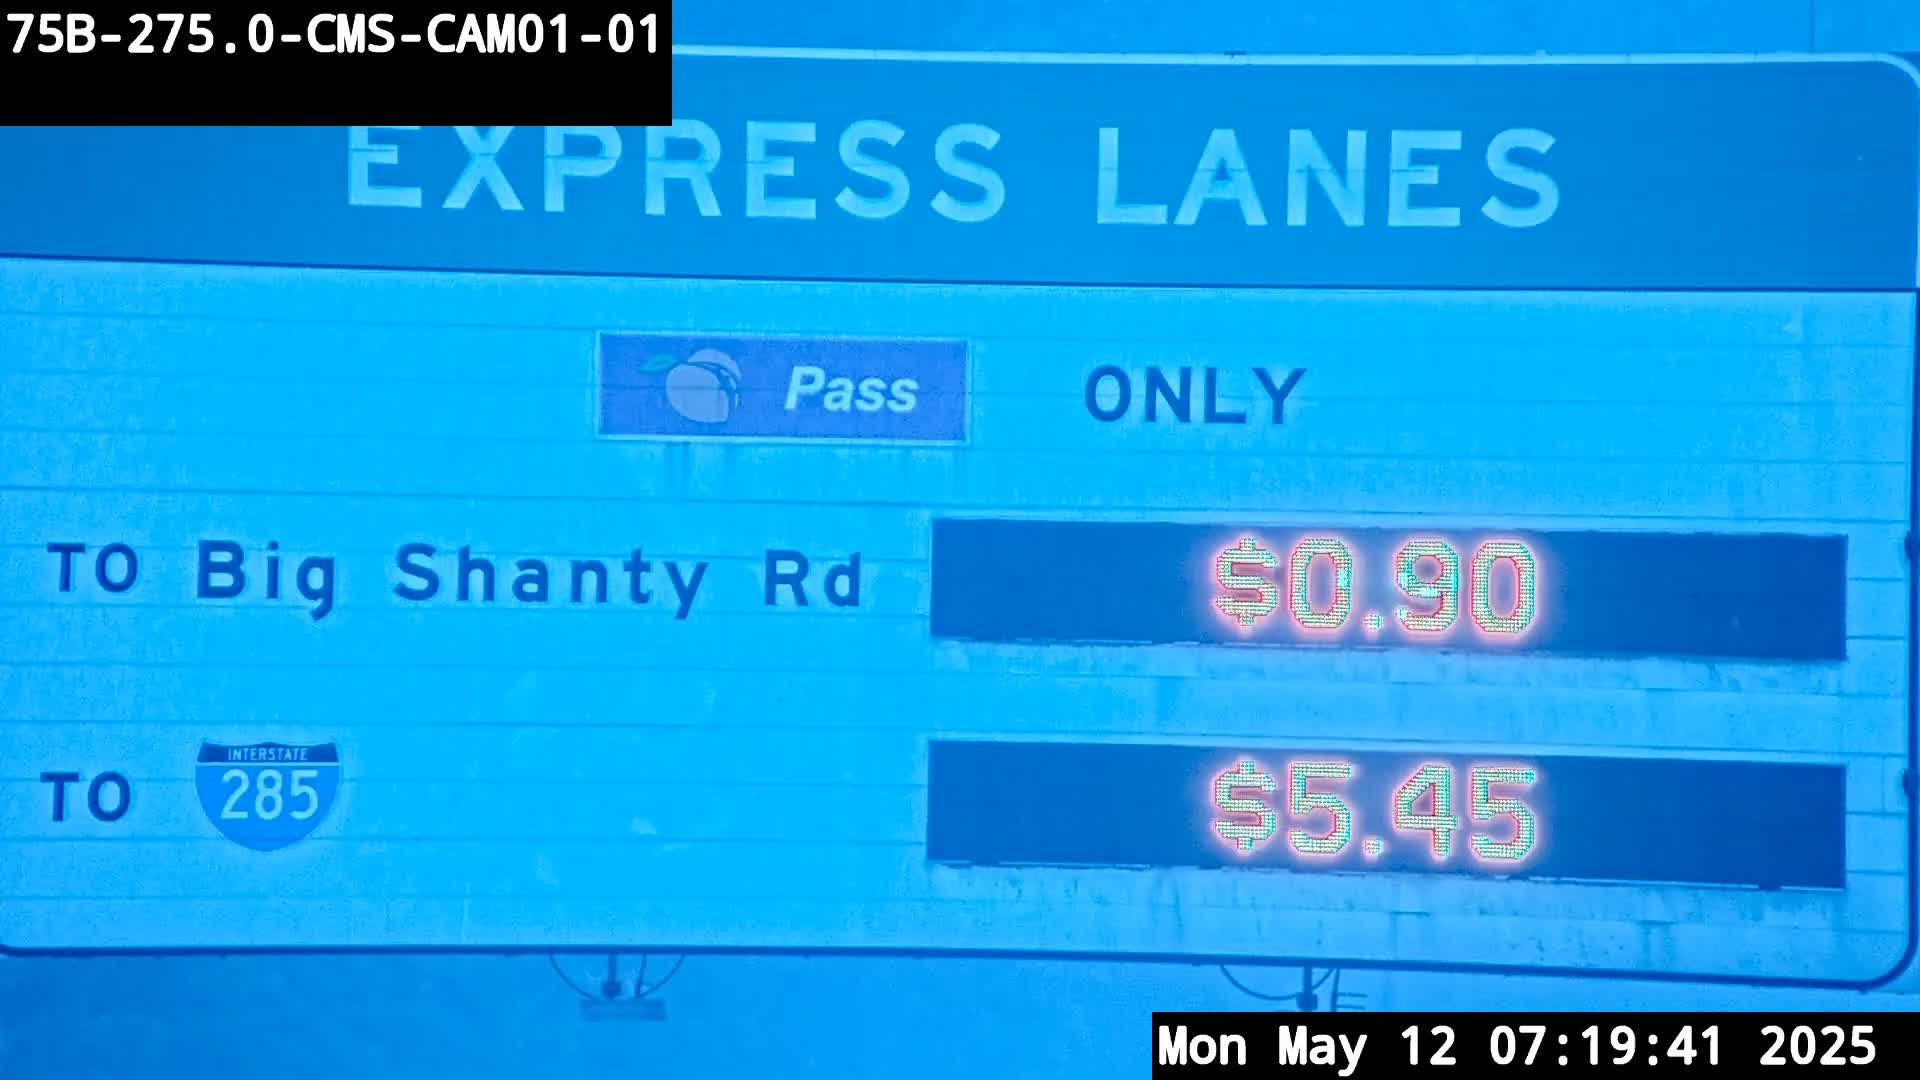 75B-275.0-CMS-CAM01-01
EXPRESS LANES
Pass ONLY
TO Big Shanty Rd $0.90
INTERSTATE
TO 285 $5.45
Mon May 12 07:19:41 2025